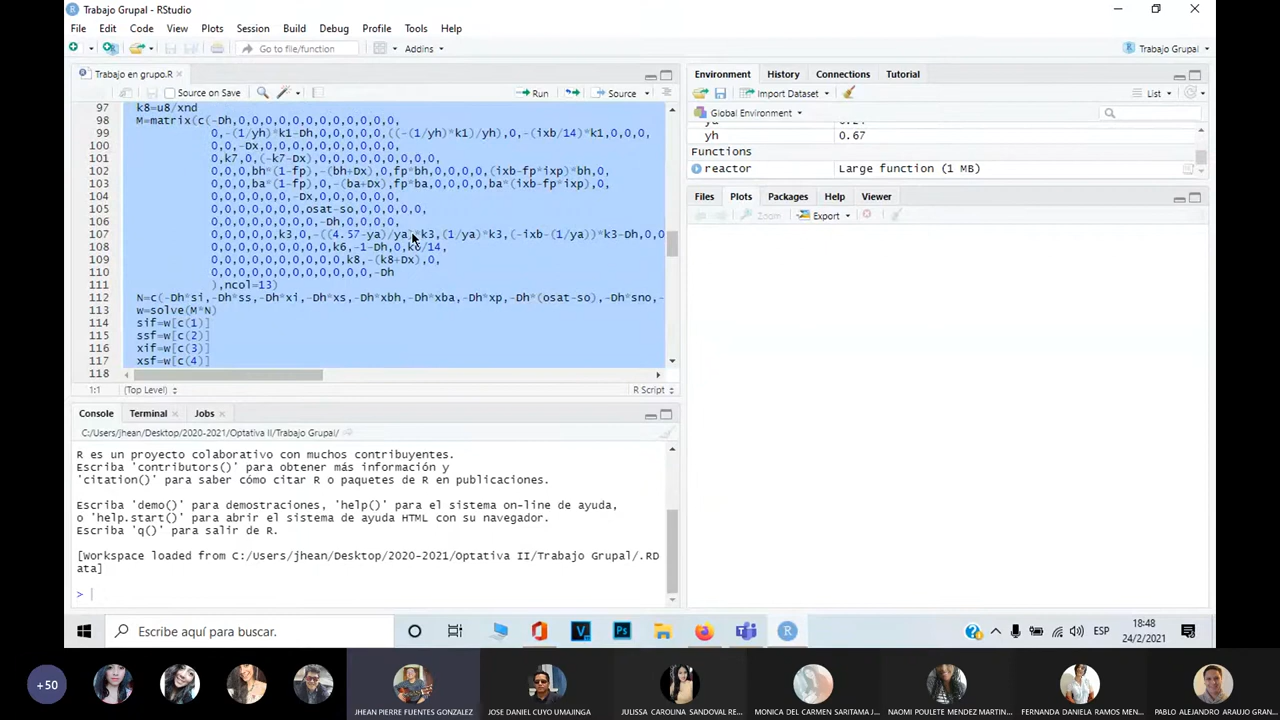 Trabajo Grupal - RStudio
File Edit Code View Plots Session Build Debug Profile Tools Help
Go to file/function Addins Trabajo Grupal
Trabajo en grupo.R
Source on Save Run Source
97 k8=u8/xnd
98 M=matrix(c(-Dh,0,0,0,0,0,0,0,0,0,0,0,0,
99 0,-(1/yh)*k1-Dh,0,0,0,0,((-(1/yh)*k1)/yh),0,-(ixb/14)*k1,0,0,0,
100 0,0,-Dx,0,0,0,0,0,0,0,0,0,0,
101 0,k7,0,(-k7-Dx),0,0,0,0,0,0,0,0,0,
102 0,0,0,bh*(1-fp),-(bh+Dx),0,fp*bh,0,0,0,0,(ixb-fp*ixp)*bh,0,
103 0,0,0,ba*(1-fp),0,-(ba+Dx),fp*ba,0,0,0,0,ba*(ixb-fp*ixp),0,
104 0,0,0,0,0,0,-Dx,0,0,0,0,0,0,
105 0,0,0,0,0,0,0,osat-so,0,0,0,0,0,
106 0,0,0,0,0,0,0,0,-Dh,0,0,0,0,
107 0,0,0,0,0,k3,0,-((4.57-ya)/ya)*k3,(1/ya)*k3,(-ixb-(1/ya))*k3-Dh,0,0
108 0,0,0,0,0,0,0,0,0,k6,-1-Dh,0,k6/14,
109 0,0,0,0,0,0,0,0,0,0,k8,-(k8+Dx),0,
110 0,0,0,0,0,0,0,0,0,0,0,0,-Dh
111 ),ncol=13)
112 N=c(-Dh*si,-Dh*ss,-Dh*xi,-Dh*xs,-Dh*xbh,-Dh*xba,-Dh*xp,-Dh*(osat-so),-Dh*sno,-
113 w=solve(M*N)
114 sif=w[c(1)]
115 ssf=w[c(2)]
116 xif=w[c(3)]
117 xsf=w[c(4)]
118
1:1 (Top Level) R Script
Console Terminal Jobs
C:/Users/jhean/Desktop/2020-2021/Optativa II/Trabajo Grupal/
R es un proyecto colaborativo con muchos contribuyentes.
Escriba 'contributors()' para obtener más información y
'citation()' para saber cómo citar R o paquetes de R en publicaciones.
Escriba 'demo()' para demostraciones, 'help()' para el sistema on-line de ayuda,
o 'help.start()' para abrir el sistema de ayuda HTML con su navegador.
Escriba 'q()' para salir de R.
[Workspace loaded from C:/Users/jhean/Desktop/2020-2021/Optativa II/Trabajo Grupal/.RD
ata]
>
Environment History Connections Tutorial
Import Dataset List
Global Environment
yh 0.67
Functions
reactor Large function (1 MB)
Files Plots Packages Help Viewer
Zoom Export
Escribe aquí para buscar.
ESP
18:48
24/2/2021
+50
JHEAN PIERRE FUENTES GONZALEZ
JOSE DANIEL CUYO UMAJINGA
JULISSA CAROLINA SANDOVAL RE...
MONICA DEL CARMEN SARITAMA J...
NAOMI POULETE MENDEZ MARTIN...
FERNANDA DANIELA RAMOS MEN...
PABLO ALEJANDRO ARAUJO GRAN...